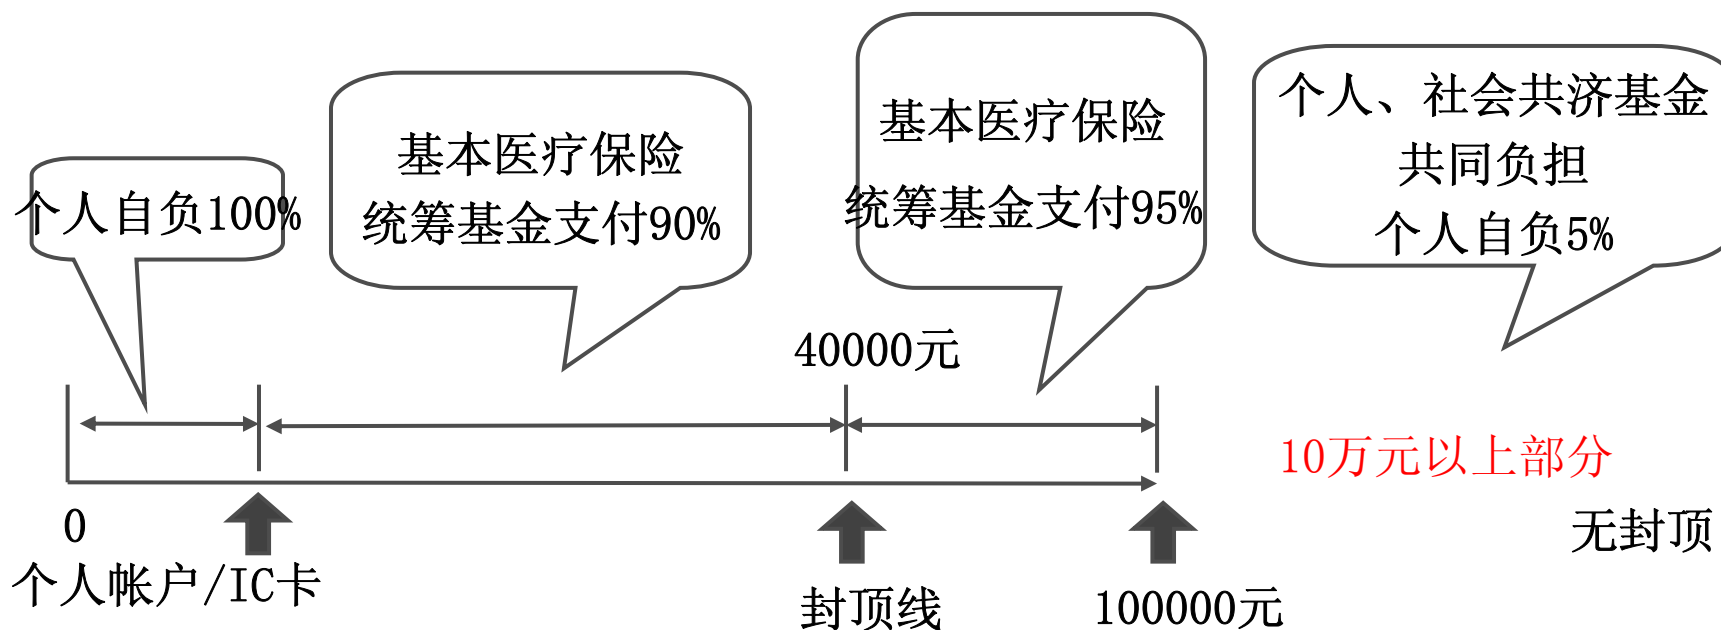 个人自负100%
基本医疗保险
统筹基金支付90%
基本医疗保险
统筹基金支付95%
个人、社会共济基金
共同负担
个人自负5%
40000元
10万元以上部分
0
无封顶
个人帐户/IC卡
封顶线
100000元